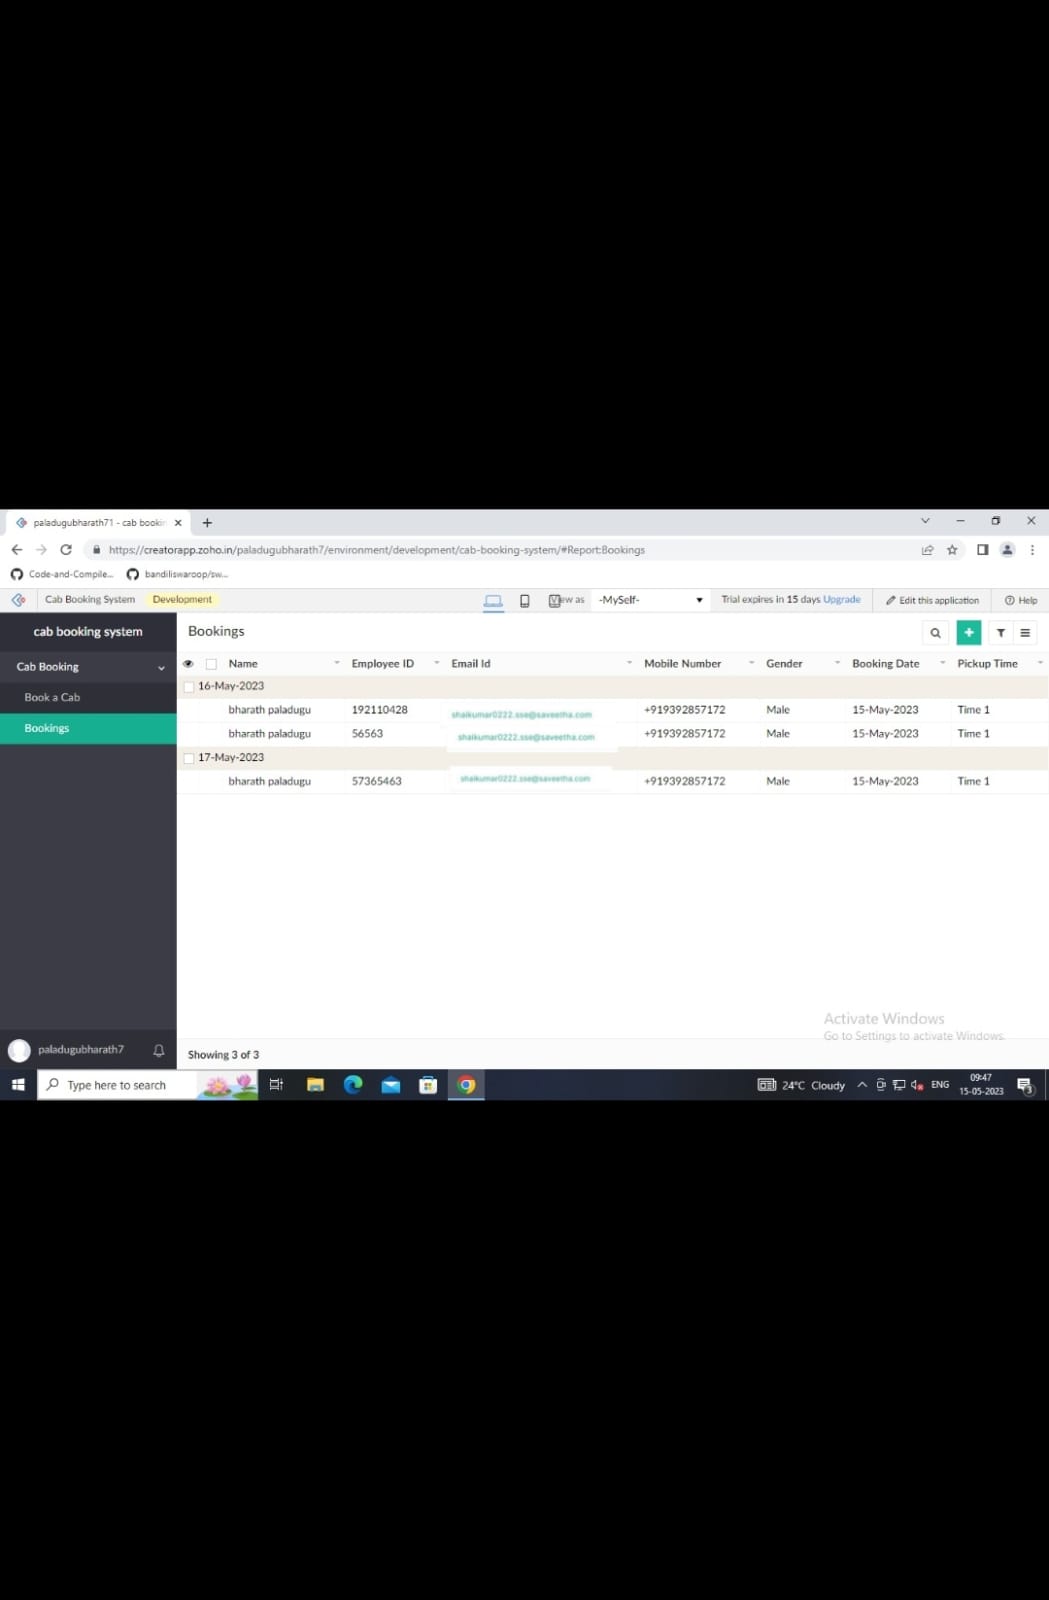 paladugubharath71 - cab bookin
https://creatorapp.zoho.in/paladugubharath7/environment/development/cab-booking-system/#Report:Bookings
Code-and-Compile... bandiliswaroop/sw...
Cab Booking System Development View as -MySelf- Trial expires in 15 days Upgrade Edit this application Help
cab booking system Bookings
Cab Booking Name Employee ID Email Id Mobile Number Gender Booking Date Pickup Time
16-May-2023
Book a Cab
bharath paladugu 192110428 shaikumar0222.sse@saveetha.com +919392857172 Male 15-May-2023 Time 1
Bookings
bharath paladugu 56563 shaikumar0222.sse@saveetha.com +919392857172 Male 15-May-2023 Time 1
17-May-2023
bharath paladugu 57365463 shaikumar0222.sse@saveetha.com +919392857172 Male 15-May-2023 Time 1
Activate Windows
Go to Settings to activate Windows.
paladugubharath7 Showing 3 of 3
Type here to search 24°C Cloudy ENG 09:47
15-05-2023 3